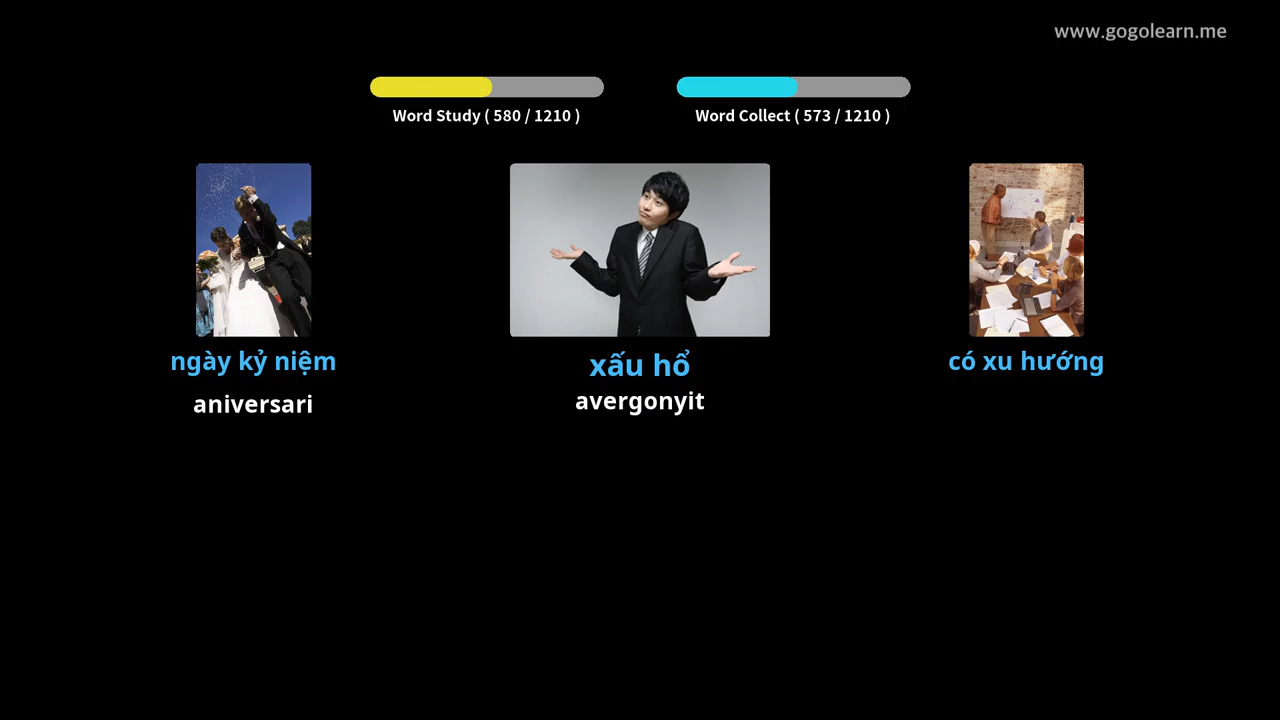 www.gogolearn.me
Word Study ( 580 / 1210 )
Word Collect ( 573 / 1210 )
ngày kỷ niệm
aniversari
xấu hổ
avergonyit
có xu hướng